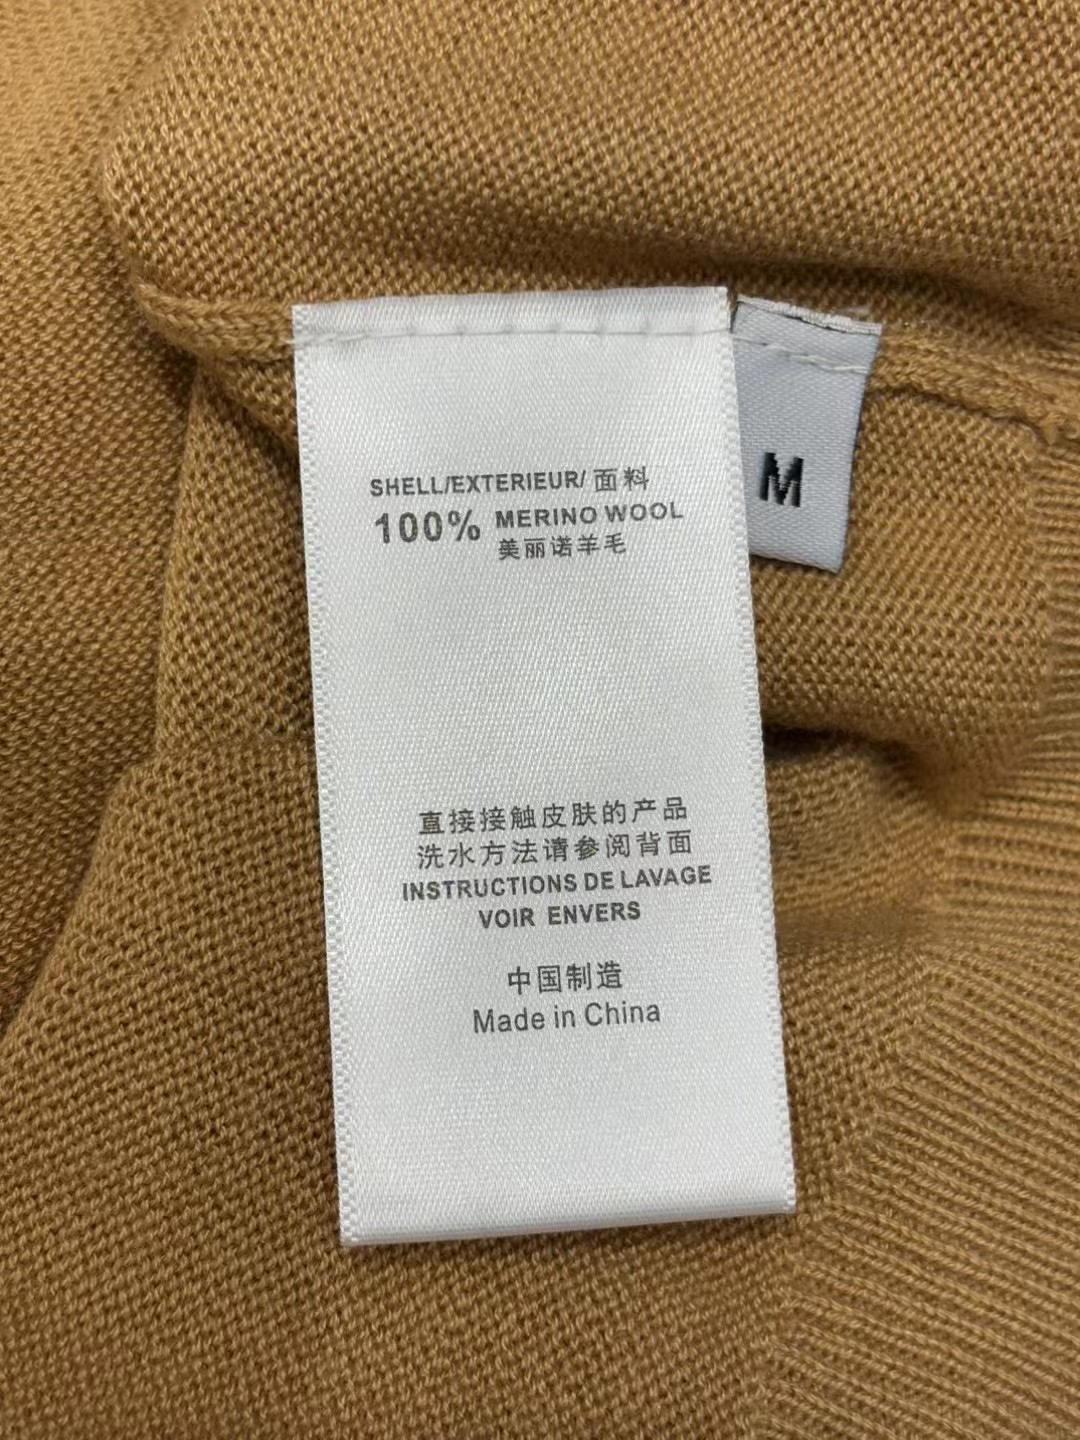 SHELL/EXTERIEUR/ 面料
100% MERINO WOOL
美丽诺羊毛
M
直接接触皮肤的产品
洗水方法请参阅背面
INSTRUCTIONS DE LAVAGE
VOIR ENVERS
中国制造
Made in China